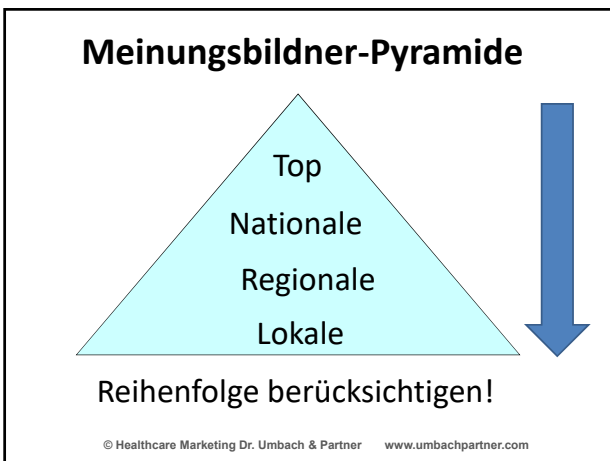 Meinungsbildner-Pyramide
Top
Nationale
Regionale
Lokale
Reihenfolge berücksichtigen!
© Healthcare Marketing Dr. Umbach & Partner www.umbachpartner.com